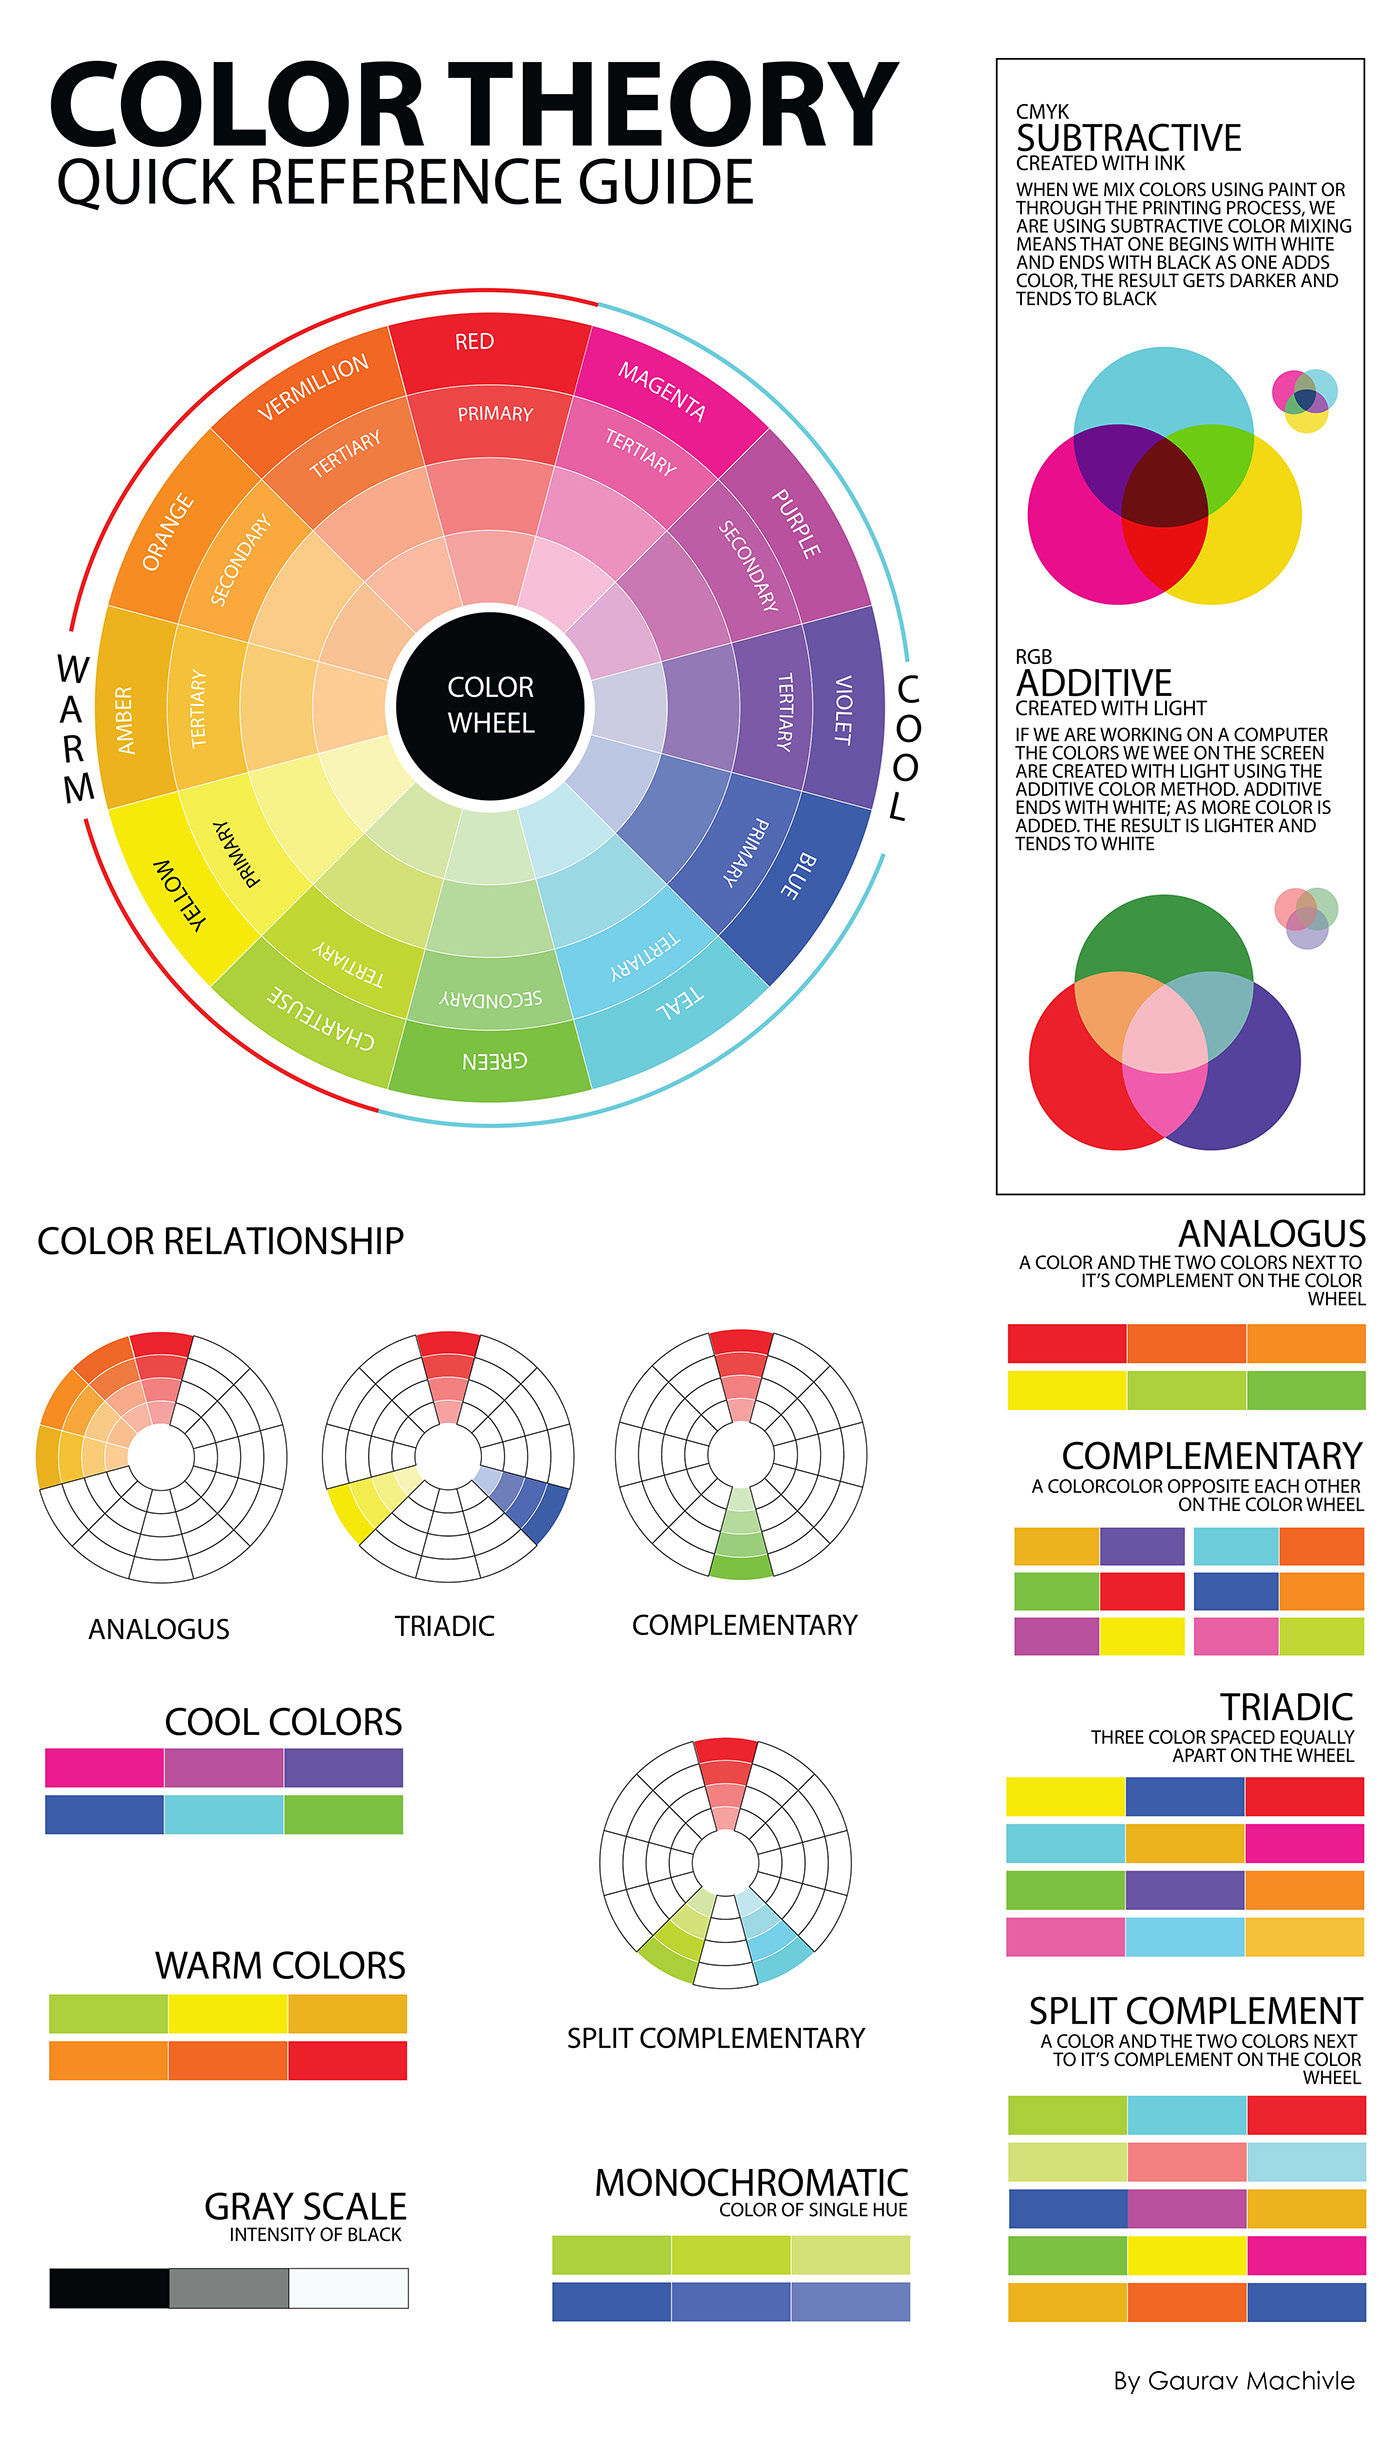 COLOR THEORY
QUICK REFERENCE GUIDE
RED
PRIMARY
MAGENTA
TERTIARY
PURPLE
SECONDARY
VIOLET
TERTIARY
BLUE
PRIMARY
TEAL
TERTIARY
GREEN
SECONDARY
CHARTEUSE
TERTIARY
YELLOW
PRIMARY
AMBER
TERTIARY
ORANGE
SECONDARY
VERMILLION
TERTIARY
COLOR
WHEEL
WARM
COOL
CMYK
SUBTRACTIVE
CREATED WITH INK
WHEN WE MIX COLORS USING PAINT OR
THROUGH THE PRINTING PROCESS, WE
ARE USING SUBTRACTIVE COLOR MIXING
MEANS THAT ONE BEGINS WITH WHITE
AND ENDS WITH BLACK AS ONE ADDS
COLOR, THE RESULT GETS DARKER AND
TENDS TO BLACK
RGB
ADDITIVE
CREATED WITH LIGHT
IF WE ARE WORKING ON A COMPUTER
THE COLORS WE WEE ON THE SCREEN
ARE CREATED WITH LIGHT USING THE
ADDITIVE COLOR METHOD. ADDITIVE
ENDS WITH WHITE; AS MORE COLOR IS
ADDED. THE RESULT IS LIGHTER AND
TENDS TO WHITE
COLOR RELATIONSHIP
ANALOGUS
TRIADIC
COMPLEMENTARY
COOL COLORS
WARM COLORS
SPLIT COMPLEMENTARY
GRAY SCALE
INTENSITY OF BLACK
MONOCHROMATIC
COLOR OF SINGLE HUE
ANALOGUS
A COLOR AND THE TWO COLORS NEXT TO
IT'S COMPLEMENT ON THE COLOR
WHEEL
COMPLEMENTARY
A COLORCOLOR OPPOSITE EACH OTHER
ON THE COLOR WHEEL
TRIADIC
THREE COLOR SPACED EQUALLY
APART ON THE WHEEL
SPLIT COMPLEMENT
A COLOR AND THE TWO COLORS NEXT
TO IT'S COMPLEMENT ON THE COLOR
WHEEL
By Gaurav Machivle